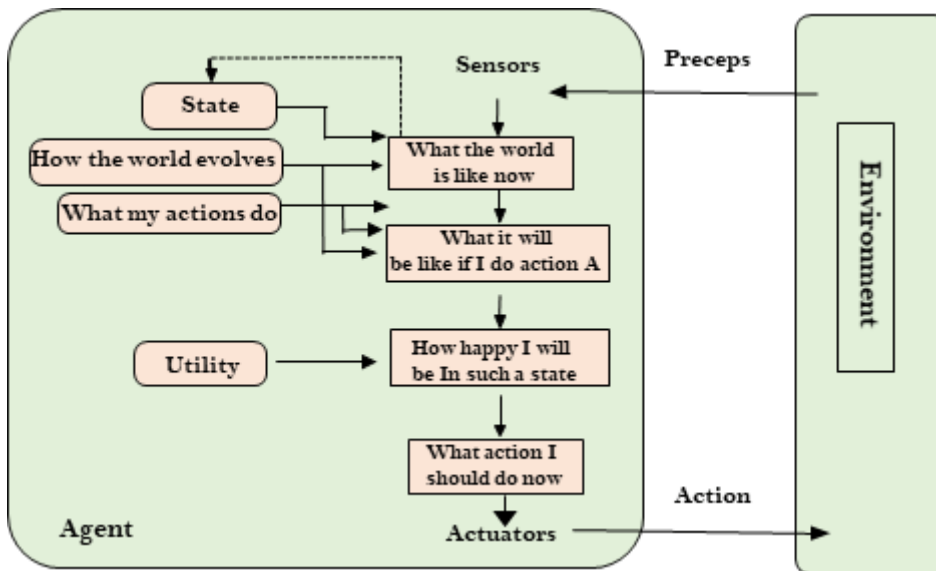 Sensors
Preceps
State
What the world
is like now
How the world evolves
What my actions do
What it will
be like if I do action A
Environment
How happy I will
be In such a state
Utility
What action I
should do now
Action
Agent
Actuators